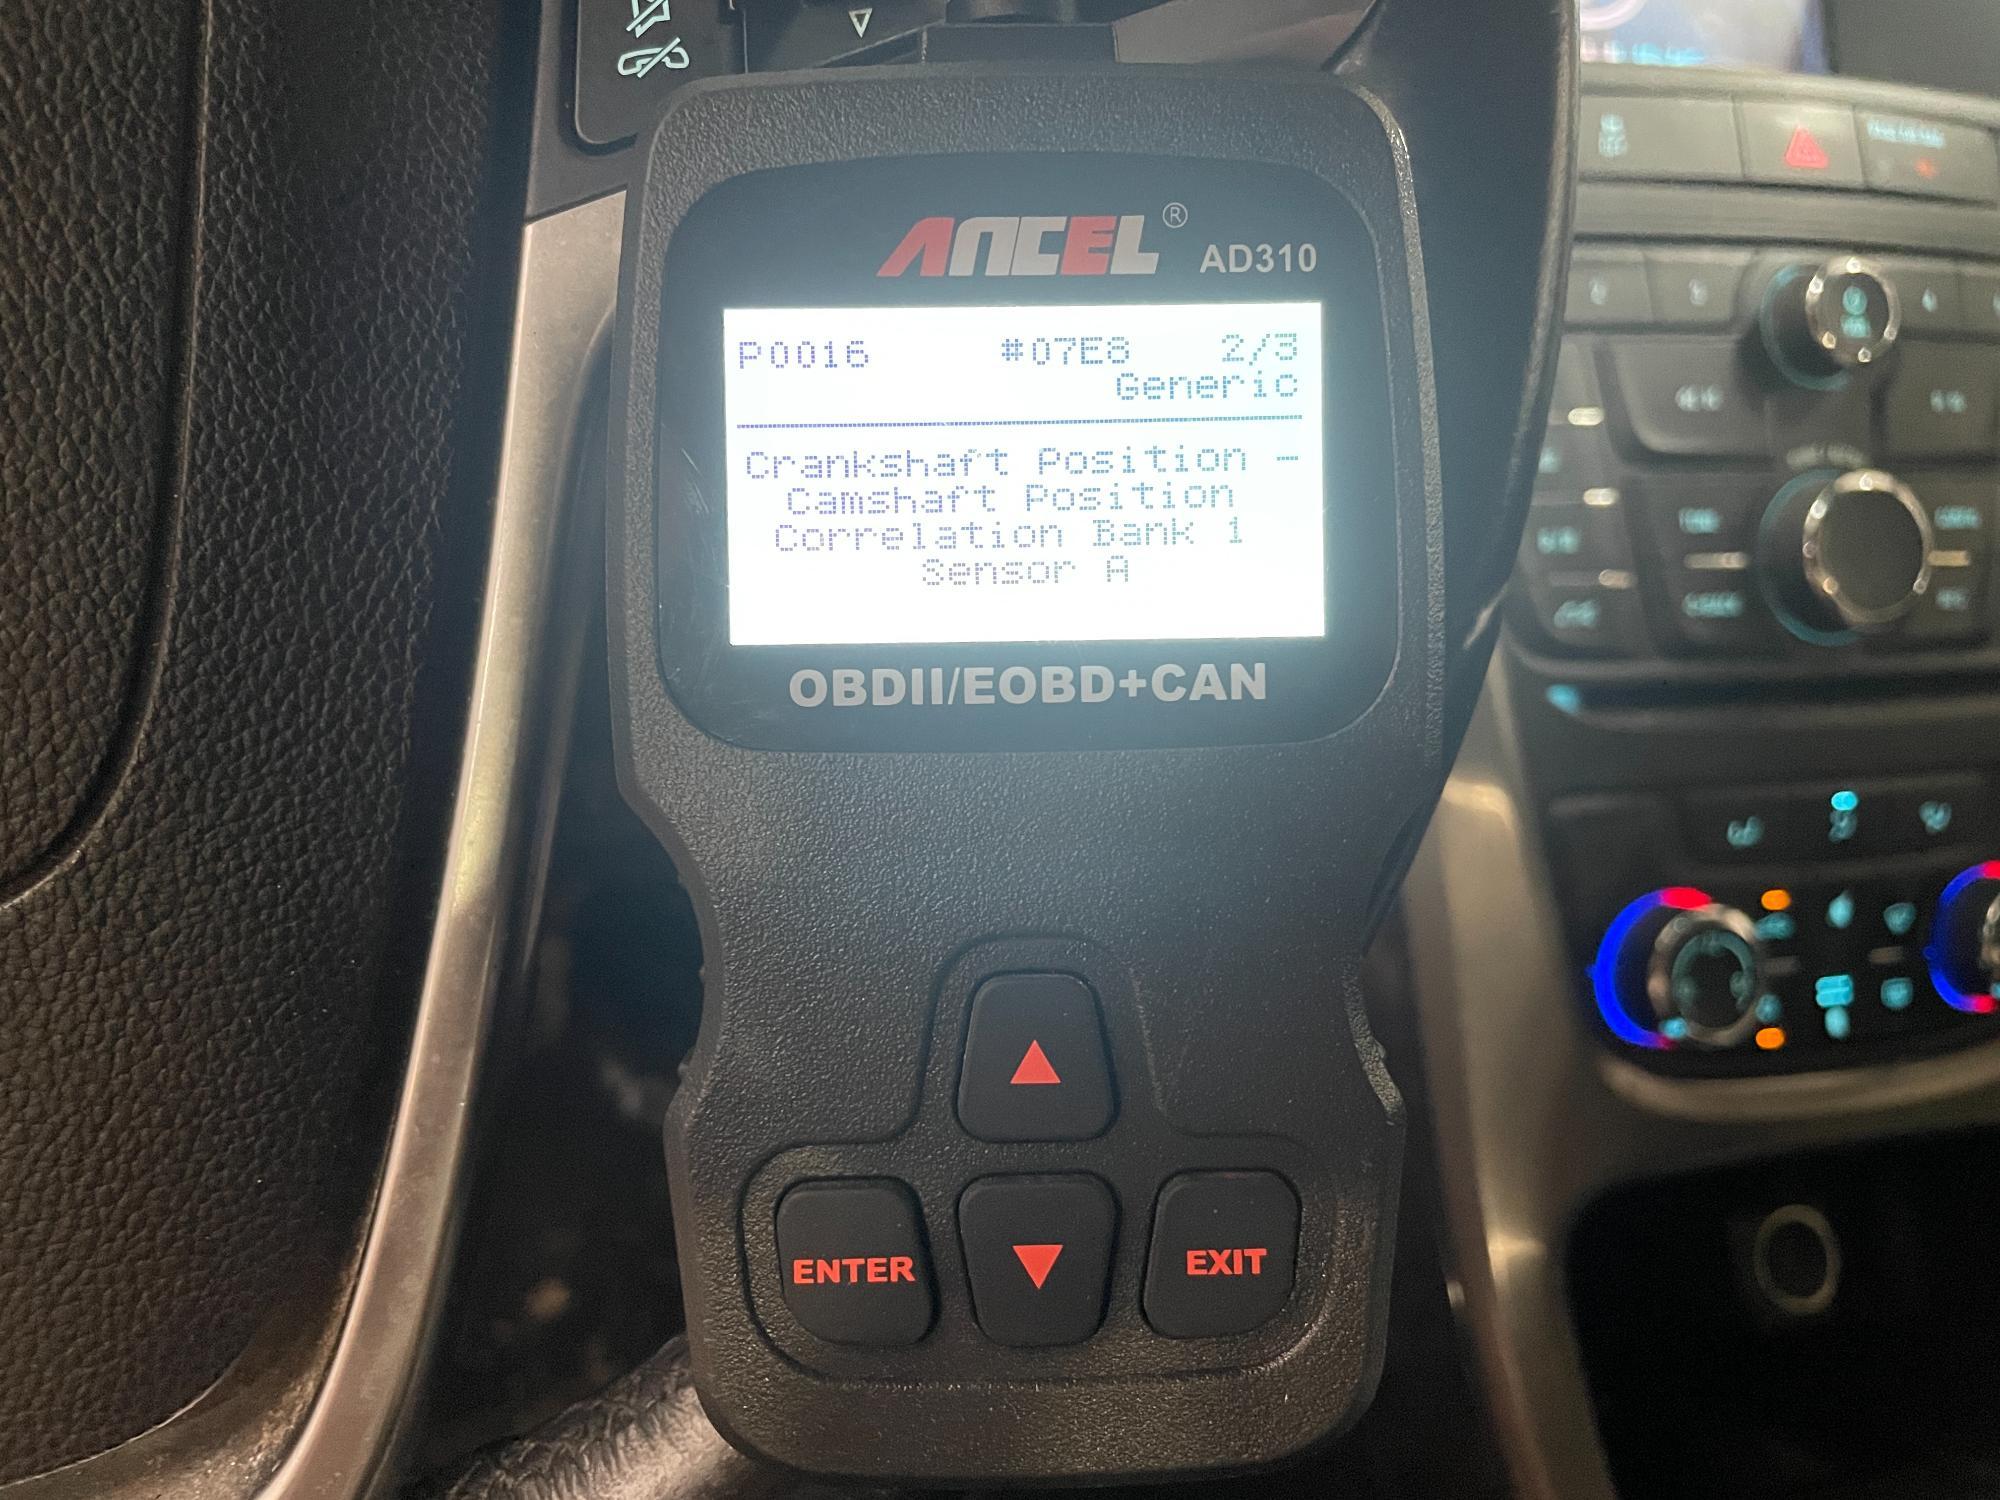 ANCEL®
AD310
P0016 *07E8 2/3
Generic
Crankshaft Position -
Camshaft Position
Correlation Bank 1
Sensor A
OBDII/EOBD+CAN
ENTER
EXIT